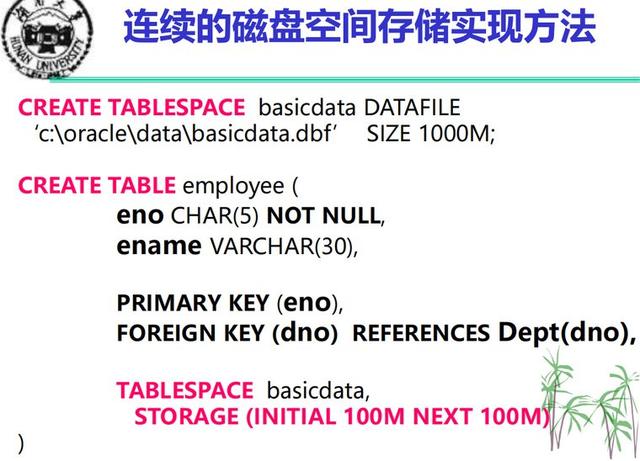 连续的磁盘空间存储实现方法
CREATE TABLESPACE basicdata DATAFILE
‘c:\oracle\data\basicdata.dbf’ SIZE 1000M;
CREATE TABLE employee (
eno CHAR(5) NOT NULL,
ename VARCHAR(30),
PRIMARY KEY (eno),
FOREIGN KEY (dno) REFERENCES Dept(dno),
TABLESPACE basicdata,
STORAGE (INITIAL 100M NEXT 100M)
)
HUNAN UNIVERSITY